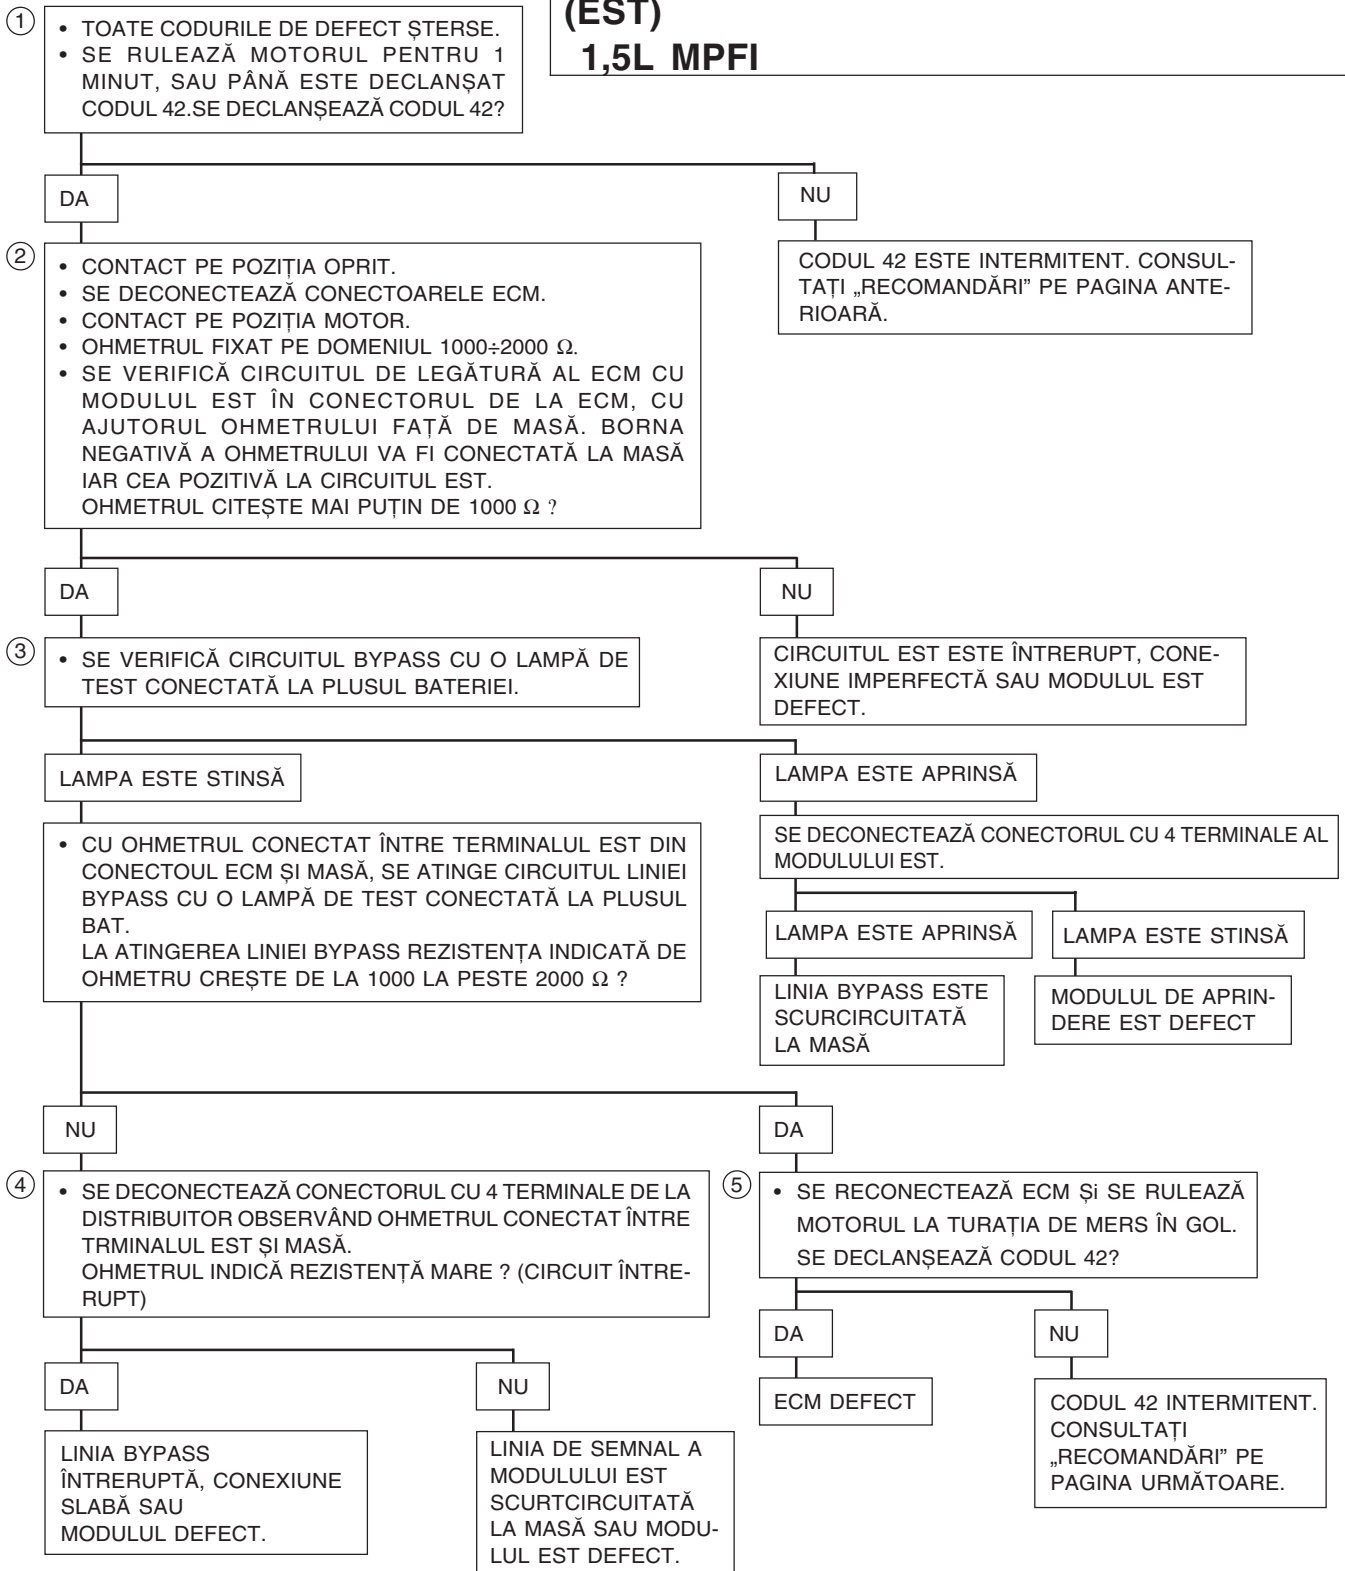 (EST)
1,5L MPFI
1
• TOATE CODURILE DE DEFECT ȘTERSE.
• SE RULEAZĂ MOTORUL PENTRU 1
MINUT, SAU PÂNĂ ESTE DECLANȘAT
CODUL 42.SE DECLANȘEAZĂ CODUL 42?
DA
NU
2
• CONTACT PE POZIȚIA OPRIT.
• SE DECONECTEAZĂ CONECTOARELE ECM.
• CONTACT PE POZIȚIA MOTOR.
• OHMETRUL FIXAT PE DOMENIUL 1000÷2000 Ω.
• SE VERIFICĂ CIRCUITUL DE LEGĂTURĂ AL ECM CU
MODULUL EST ÎN CONECTORUL DE LA ECM, CU
AJUTORUL OHMETRULUI FAȚĂ DE MASĂ. BORNA
NEGATIVĂ A OHMETRULUI VA FI CONECTATĂ LA MASĂ
IAR CEA POZITIVĂ LA CIRCUITUL EST.
OHMETRUL CITEȘTE MAI PUȚIN DE 1000 Ω ?
CODUL 42 ESTE INTERMITENT. CONSUL-
TAȚI „RECOMANDĂRI” PE PAGINA ANTE-
RIOARĂ.
DA
NU
3
• SE VERIFICĂ CIRCUITUL BYPASS CU O LAMPĂ DE
TEST CONECTATĂ LA PLUSUL BATERIEI.
CIRCUITUL EST ESTE ÎNTRERUPT, CONE-
XIUNE IMPERFECTĂ SAU MODULUL EST
DEFECT.
LAMPA ESTE STINSĂ
LAMPA ESTE APRINSĂ
• CU OHMETRUL CONECTAT ÎNTRE TERMINALUL EST DIN
CONECTOUL ECM ȘI MASĂ, SE ATINGE CIRCUITUL LINIEI
BYPASS CU O LAMPĂ DE TEST CONECTATĂ LA PLUSUL
BAT.
LA ATINGEREA LINIEI BYPASS REZISTENȚA INDICATĂ DE
OHMETRU CREȘTE DE LA 1000 LA PESTE 2000 Ω ?
SE DECONECTEAZĂ CONECTORUL CU 4 TERMINALE AL
MODULULUI EST.
LAMPA ESTE APRINSĂ
LAMPA ESTE STINSĂ
LINIA BYPASS ESTE
SCURCIRCUITATĂ
LA MASĂ
MODULUL DE APRIN-
DERE EST DEFECT
NU
DA
4
• SE DECONECTEAZĂ CONECTORUL CU 4 TERMINALE DE LA
DISTRIBUITOR OBSERVÂND OHMETRUL CONECTAT ÎNTRE
TRMINALUL EST ȘI MASĂ.
OHMETRUL INDICĂ REZISTENȚĂ MARE ? (CIRCUIT ÎNTRE-
RUPT)
5
• SE RECONECTEAZĂ ECM Și SE RULEAZĂ
MOTORUL LA TURAȚIA DE MERS ÎN GOL.
SE DECLANȘEAZĂ CODUL 42?
DA
NU
DA
NU
LINIA BYPASS
ÎNTRERUPTĂ, CONEXIUNE
SLABĂ SAU
MODULUL DEFECT.
LINIA DE SEMNAL A
MODULULUI EST
SCURTCIRCUITATĂ
LA MASĂ SAU MODU-
LUL EST DEFECT.
ECM DEFECT
CODUL 42 INTERMITENT.
CONSULTAȚI
„RECOMANDĂRI” PE
PAGINA URMĂTOARE.